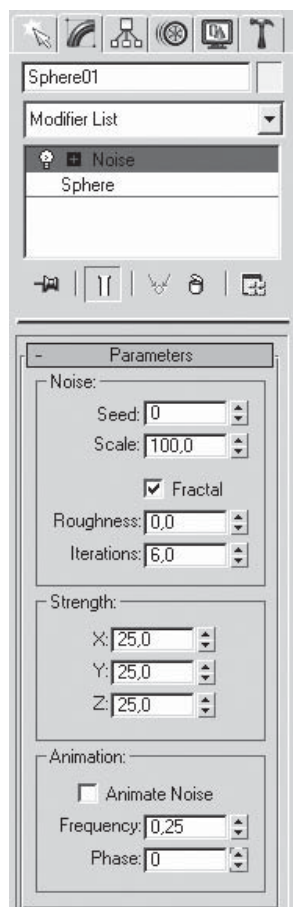 Sphere01
Modifier List
Noise
Sphere
- Parameters
Noise:
Seed: 0
Scale: 100,0
Fractal
Roughness: 0,0
Iterations: 6,0
Strength:
X: 25,0
Y: 25,0
Z: 25,0
Animation:
Animate Noise
Frequency: 0,25
Phase: 0